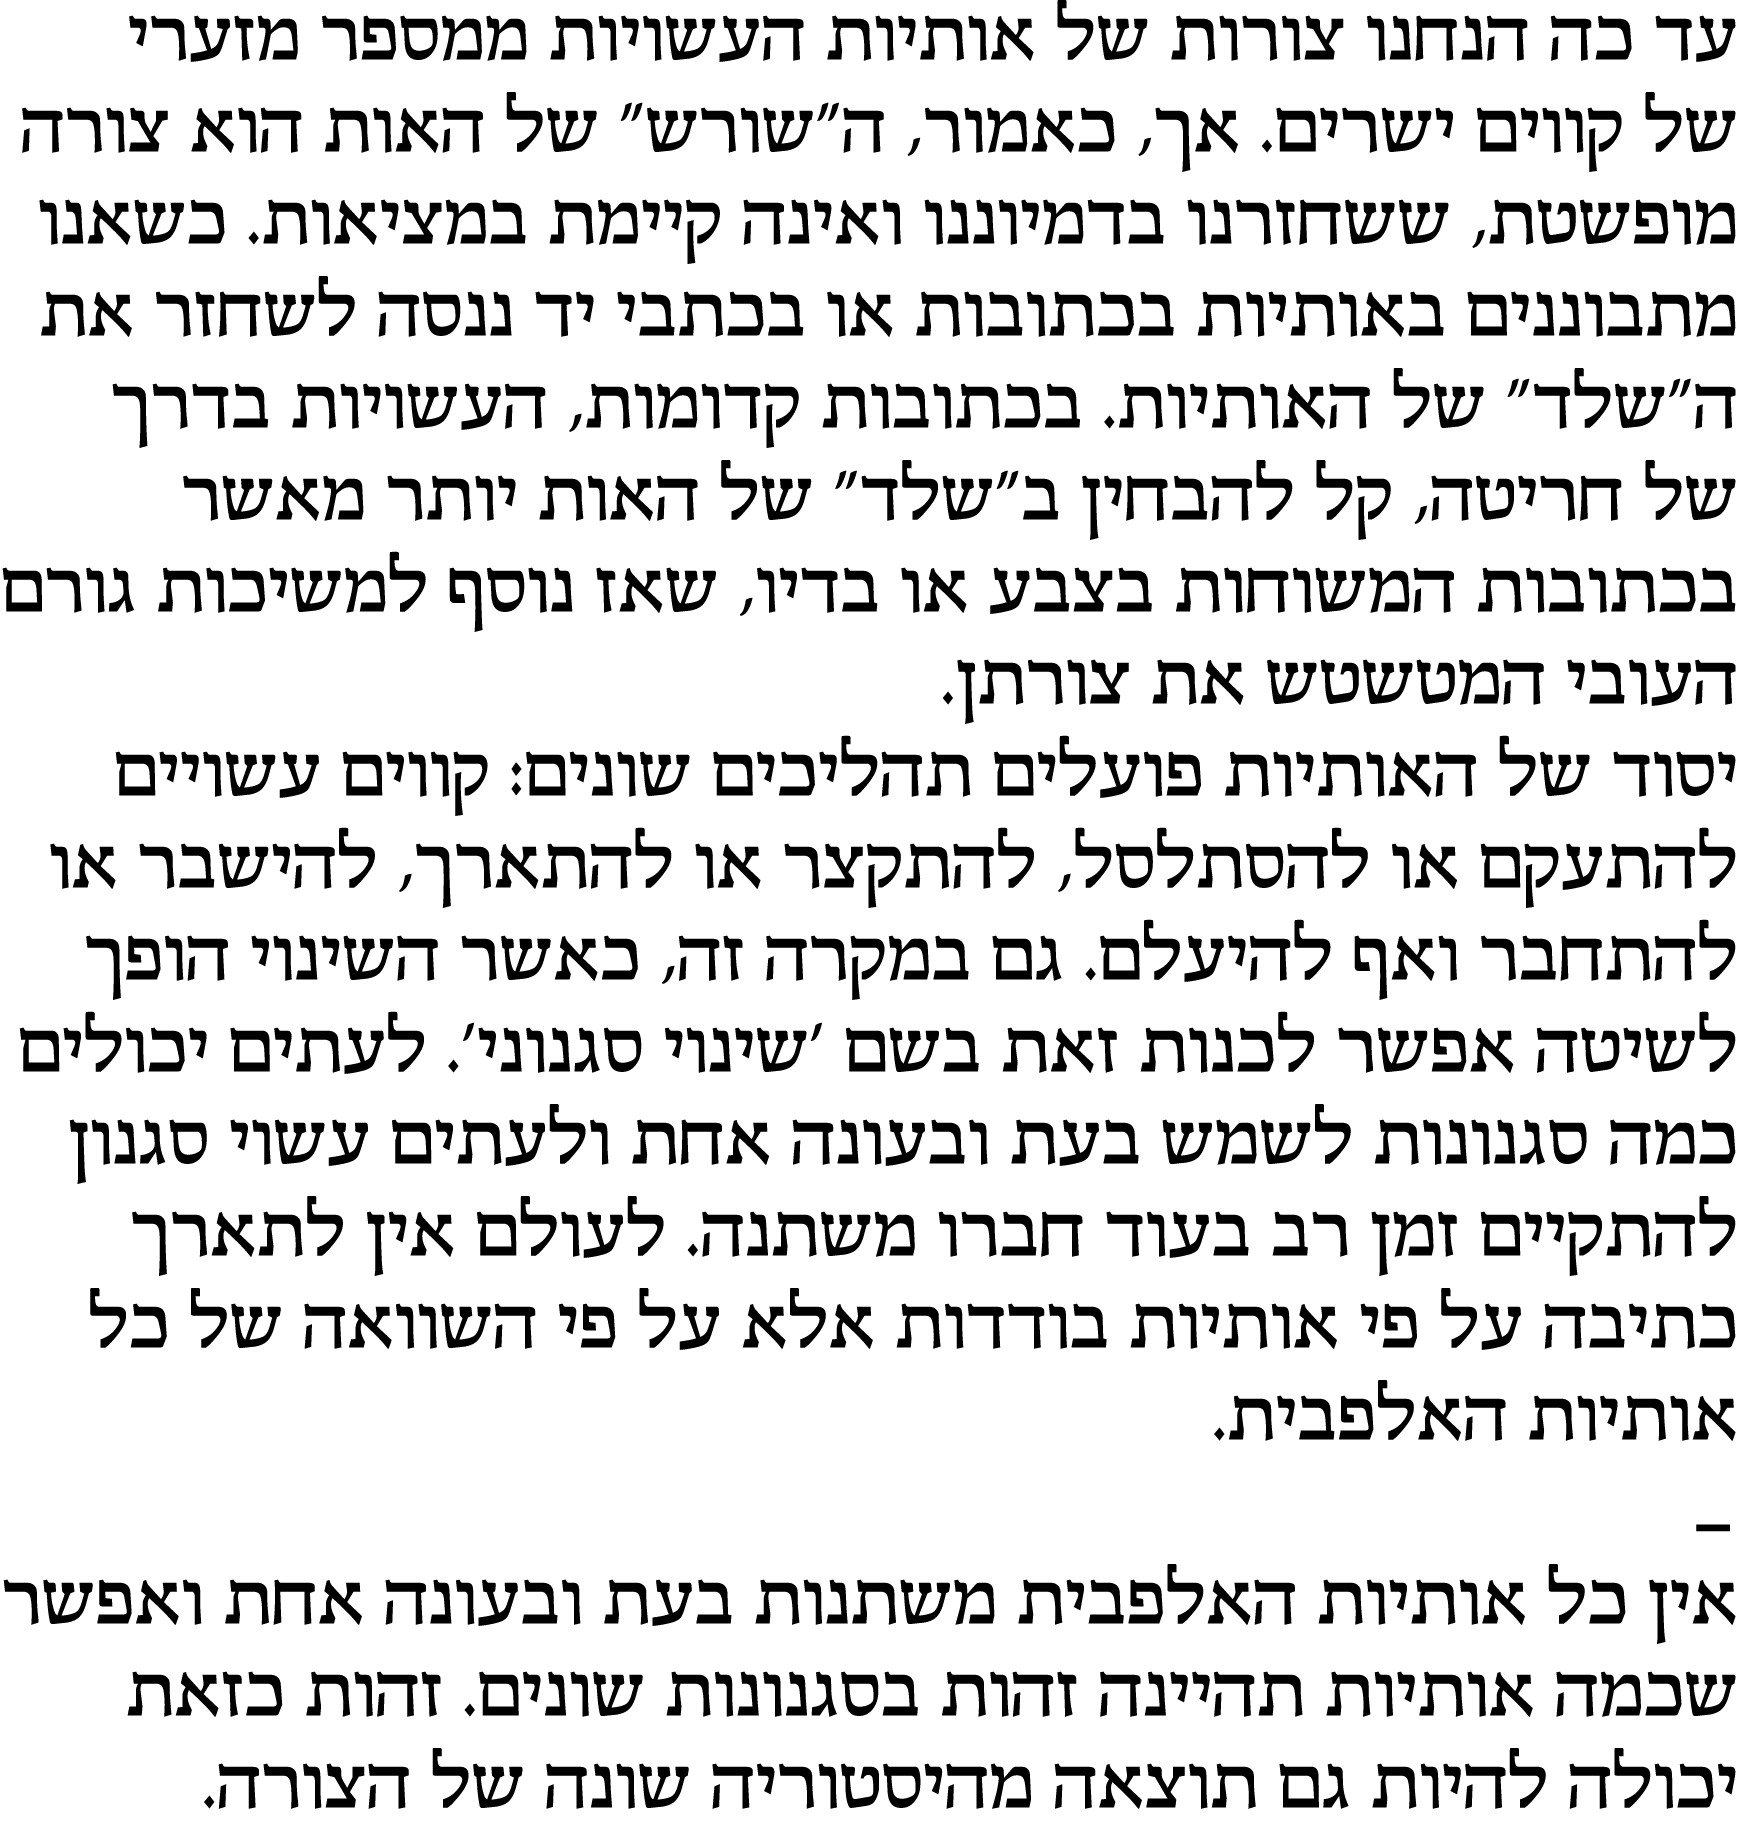 עד כה הנחנו צורות של אותיות העשויות ממספר מזערי
של קווים ישרים. אך, כאמור, ה״שורש״ של האות הוא צורה
מופשטת, ששחזרנו בדמיוננו ואינה קיימת במציאות. כשאנו
מתבוננים באותיות בכתובות או בכתבי יד ננסה לשחזר את
ה״שלד״ של האותיות. בכתובות קדומות, העשויות בדרך
של חריטה, קל להבחין ב״שלד״ של האות יותר מאשר
בכתובות המשוחות בצבע או בדיו, שאז נוסף למשיכות גורם
העובי המטשטש את צורתן.
יסוד של האותיות פועלים תהליכים שונים: קווים עשויים
להתעקם או להסתלסל, להתקצר או להתארך, להישבר או
להתחבר ואף להיעלם. גם במקרה זה, כאשר השינוי הופך
לשיטה אפשר לכנות זאת בשם ׳שינוי סגנוני׳. לעתים יכולים
כמה סגנונות לשמש בעת ובעונה אחת ולעתים עשוי סגנון
להתקיים זמן רב בעוד חברו משתנה. לעולם אין לתארך
כתיבה על פי אותיות בודדות אלא על פי השוואה של כל
אותיות האלפבית.
–
אין כל אותיות האלפבית משתנות בעת ובעונה אחת ואפשר
שכמה אותיות תהיינה זהות בסגנונות שונים. זהות כזאת
יכולה להיות גם תוצאה מהיסטוריה שונה של הצורה.